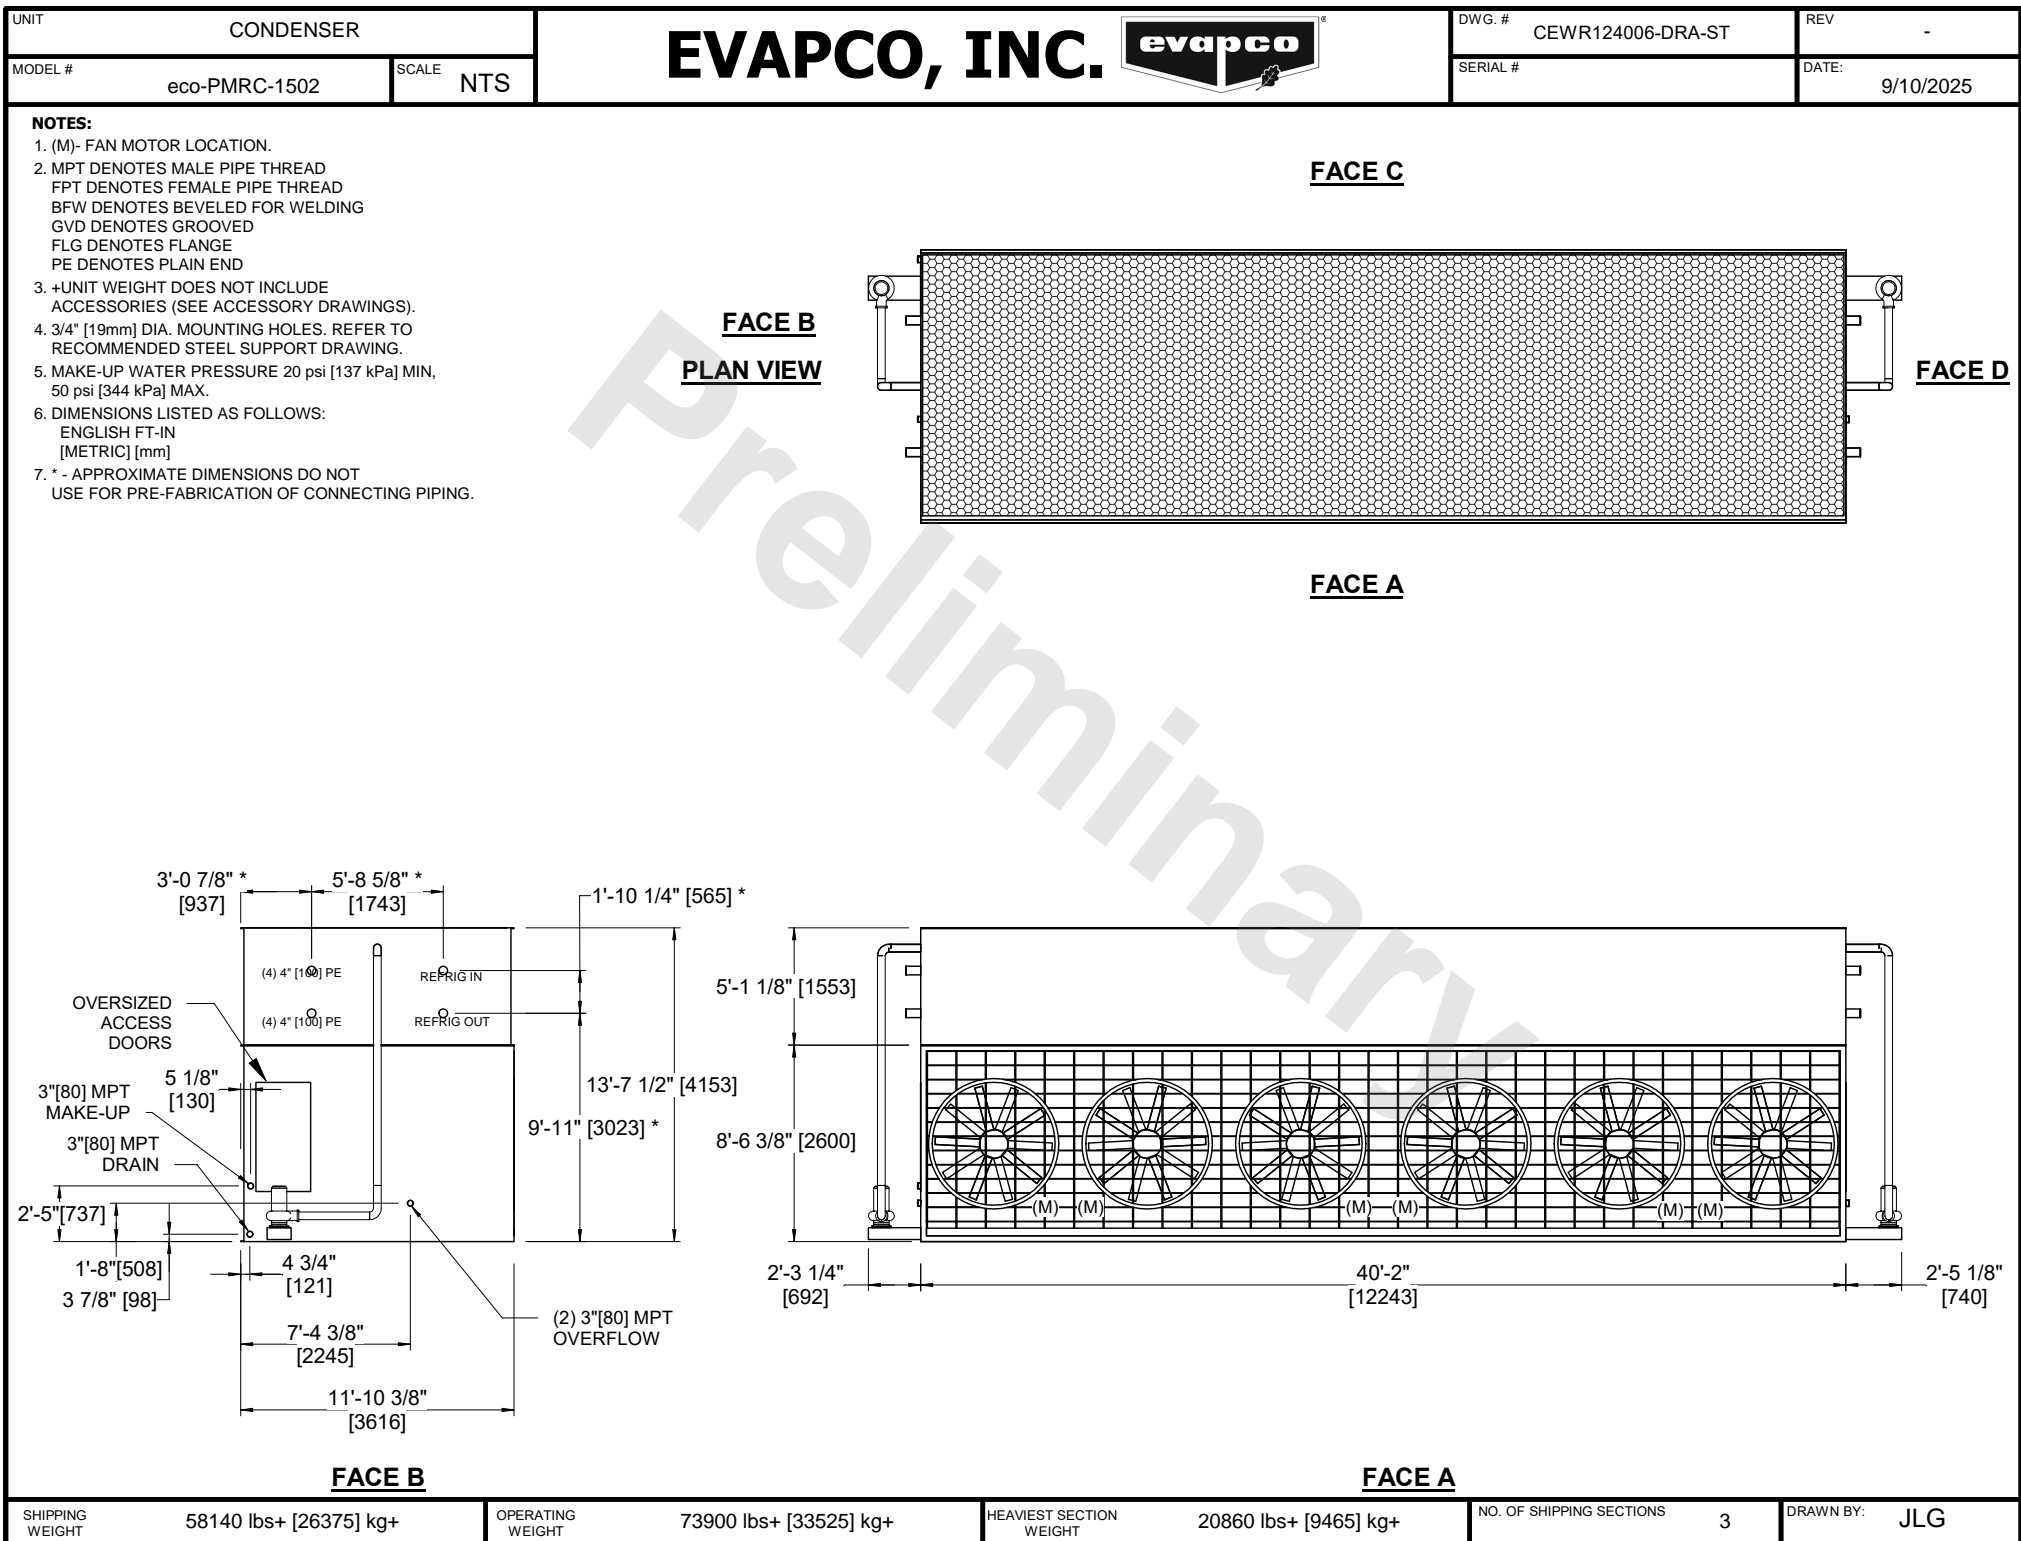 UNIT
CONDENSER
MODEL #
eco-PMRC-1502
SCALE
NTS
EVAPCO, INC.
evapco
®
DWG. #
CEWR124006-DRA-ST
REV
-
SERIAL #
DATE:
9/10/2025
NOTES:
1. (M)- FAN MOTOR LOCATION.
2. MPT DENOTES MALE PIPE THREAD
FPT DENOTES FEMALE PIPE THREAD
BFW DENOTES BEVELED FOR WELDING
GVD DENOTES GROOVED
FLG DENOTES FLANGE
PE DENOTES PLAIN END
3. +UNIT WEIGHT DOES NOT INCLUDE
ACCESSORIES (SEE ACCESSORY DRAWINGS).
4. 3/4" [19mm] DIA. MOUNTING HOLES. REFER TO
RECOMMENDED STEEL SUPPORT DRAWING.
5. MAKE-UP WATER PRESSURE 20 psi [137 kPa] MIN,
50 psi [344 kPa] MAX.
6. DIMENSIONS LISTED AS FOLLOWS:
ENGLISH FT-IN
[METRIC] [mm]
7. * - APPROXIMATE DIMENSIONS DO NOT
USE FOR PRE-FABRICATION OF CONNECTING PIPING.
FACE C
FACE B
PLAN VIEW
FACE D
FACE A
Preliminary
3'-0 7/8" *
[937]
5'-8 5/8" *
[1743]
1'-10 1/4" [565] *
(4) 4" [100] PE
REFRIG IN
(4) 4" [100] PE
REFRIG OUT
OVERSIZED
ACCESS
DOORS
5 1/8"
[130]
3"[80] MPT
MAKE-UP
3"[80] MPT
DRAIN
13'-7 1/2" [4153]
9'-11" [3023] *
2'-5"[737]
1'-8"[508]
3 7/8" [98]
4 3/4"
[121]
7'-4 3/8"
[2245]
11'-10 3/8"
[3616]
(2) 3"[80] MPT
OVERFLOW
FACE B
5'-1 1/8" [1553]
8'-6 3/8" [2600]
(M) (M) (M) (M) (M) (M)
2'-3 1/4"
[692]
40'-2"
[12243]
2'-5 1/8"
[740]
FACE A
SHIPPING
WEIGHT
58140 lbs+ [26375] kg+
OPERATING
WEIGHT
73900 lbs+ [33525] kg+
HEAVIEST SECTION
WEIGHT
20860 lbs+ [9465] kg+
NO. OF SHIPPING SECTIONS
3
DRAWN BY:
JLG